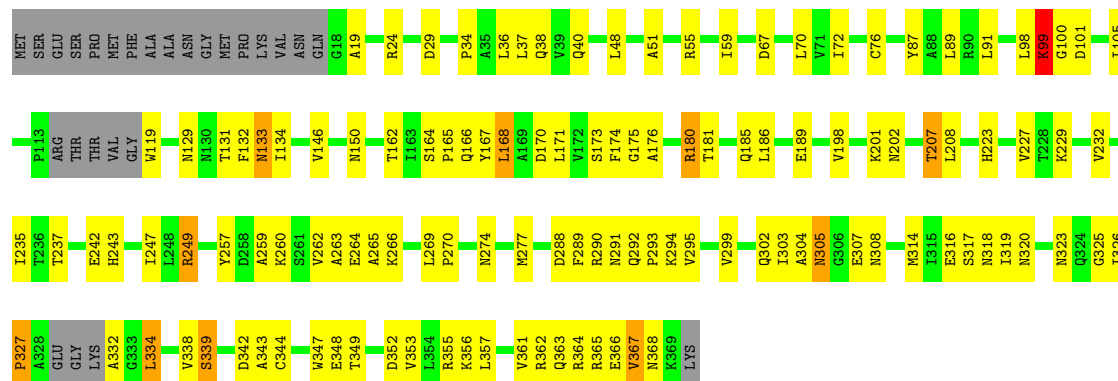 MET SER GLU SER PRO MET PHE ALA ALA ASN GLY MET PRO LYS VAL ASN GLN G18 A19 R24 D29 P34 A35 L36 L37 Q38 V39 Q40 L48 A51 R55 I59 D67 L70 V71 I72 C76 Y87 A88 L89 R90 L91 L98 K99 G100 D101 I105
P113 ARG THR THR VAL GLY W119 N129 N130 T131 F132 N133 I134 V146 N150 T162 I163 S164 P165 Q166 Y167 L168 A169 D170 L171 V172 S173 F174 G175 A176 R180 T181 Q185 L186 E189 V198 K201 N202 T207 L208 H223 V227 T228 K229 V232
I235 T236 T237 E242 H243 I247 L248 R249 Y257 D258 A259 K260 S261 V262 A263 E264 A265 K266 L269 P270 N274 M277 D288 F289 R290 N291 Q292 P293 K294 V295 V299 Q302 I303 A304 N305 G306 E307 N308 M314 I315 E316 S317 N318 I319 N320 N323 Q324 G325 I326
P327 A328 GLU GLY LYS A332 G333 L334 V338 S339 D342 A343 C344 W347 E348 T349 D352 V353 L354 R355 K356 L357 V361 R362 Q363 R364 R365 E366 V367 N368 K369 LYS